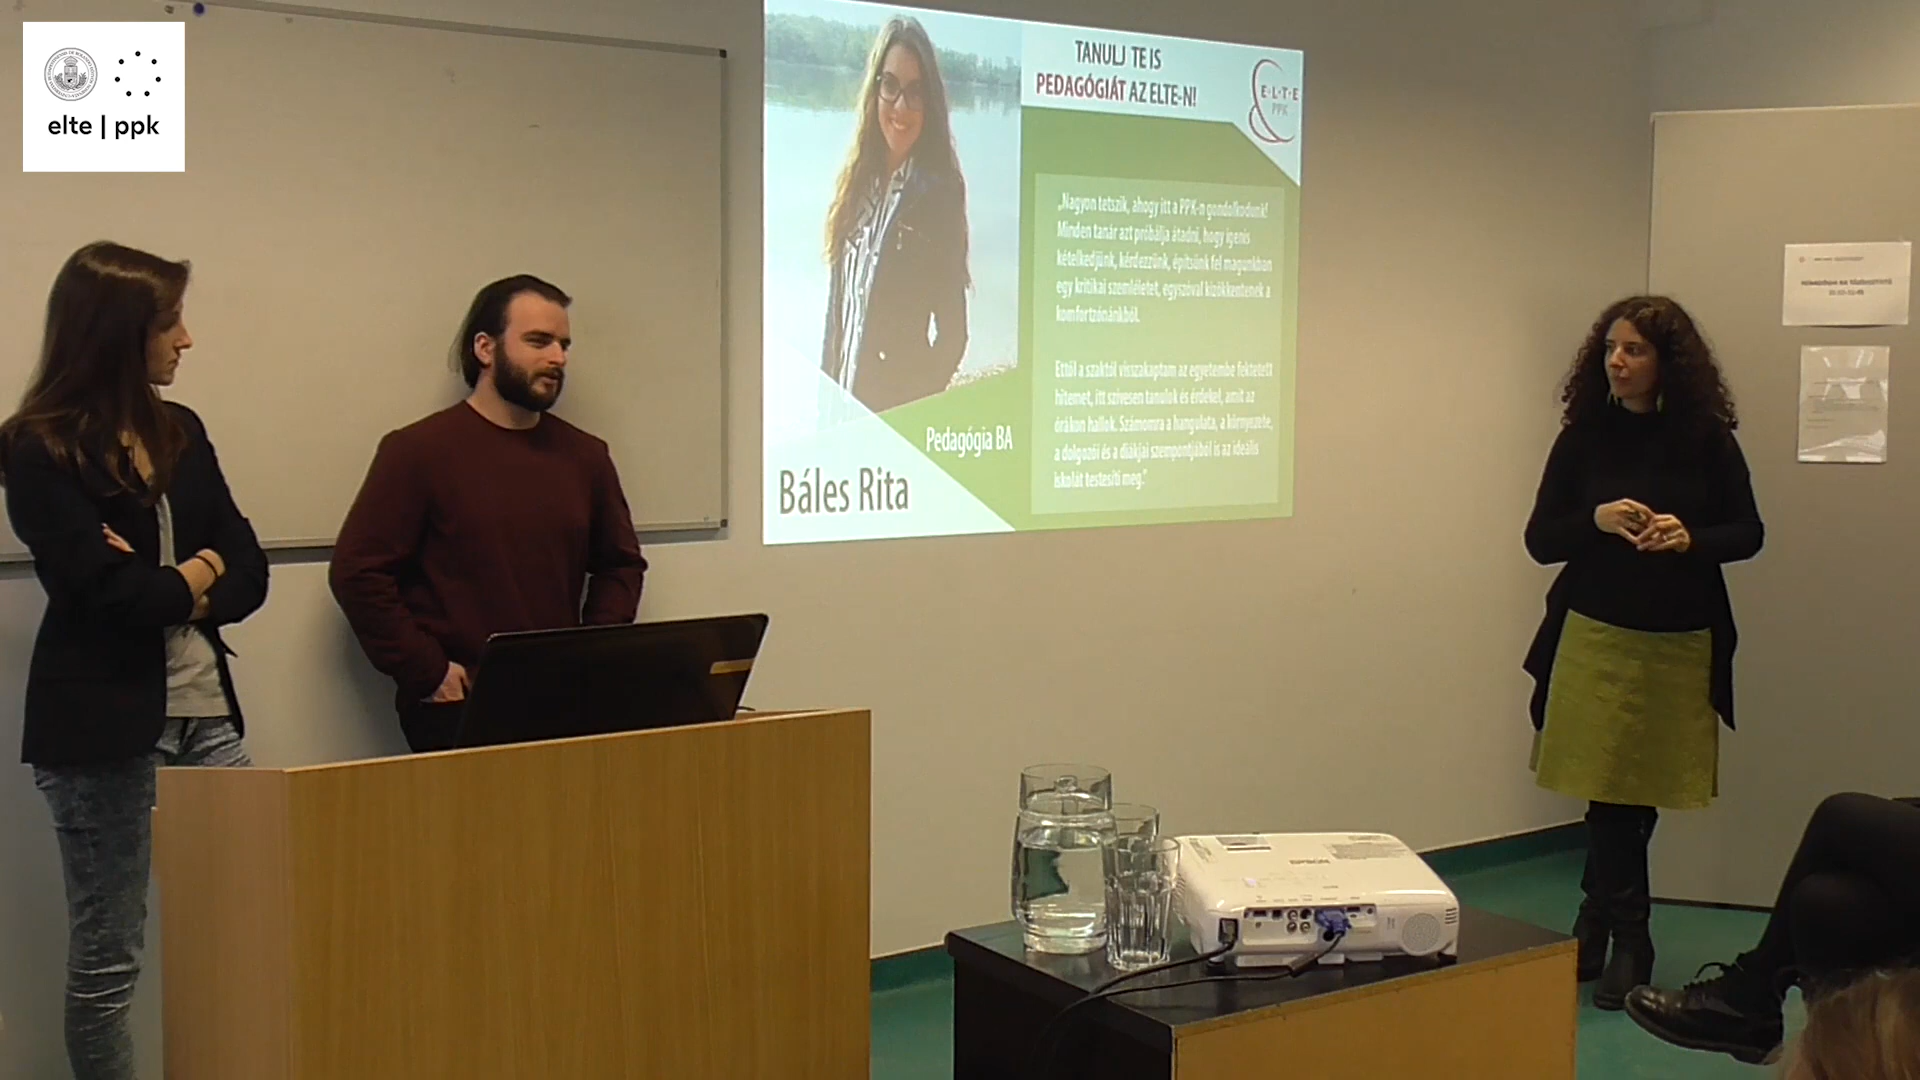 elte | ppk
TANULJ TE IS
PEDAGÓGIÁT AZ ELTE-N!
E·L·T·E
PPK
„Nagyon tetszik, ahogy itt a PPK-n gondolkodunk!
Minden tanár azt próbálja átadni, hogy igenis
kételkedjünk, kérdezzünk, építsünk fel magunkban
egy kritikai szemléletet, egyszóval kizökkentenek a
komfortzónánkból.
Ettől a szaktól visszakaptam az egyetembe fektetett
hitemet, itt szívesen tanulok és érdekel, amit az
órákon hallok. Számomra a hangulata, a környezete,
a dolgozói és a diákjai szempontjából is az ideális
iskolát testesíti meg."
Pedagógia BA
Báles Rita
EPSON